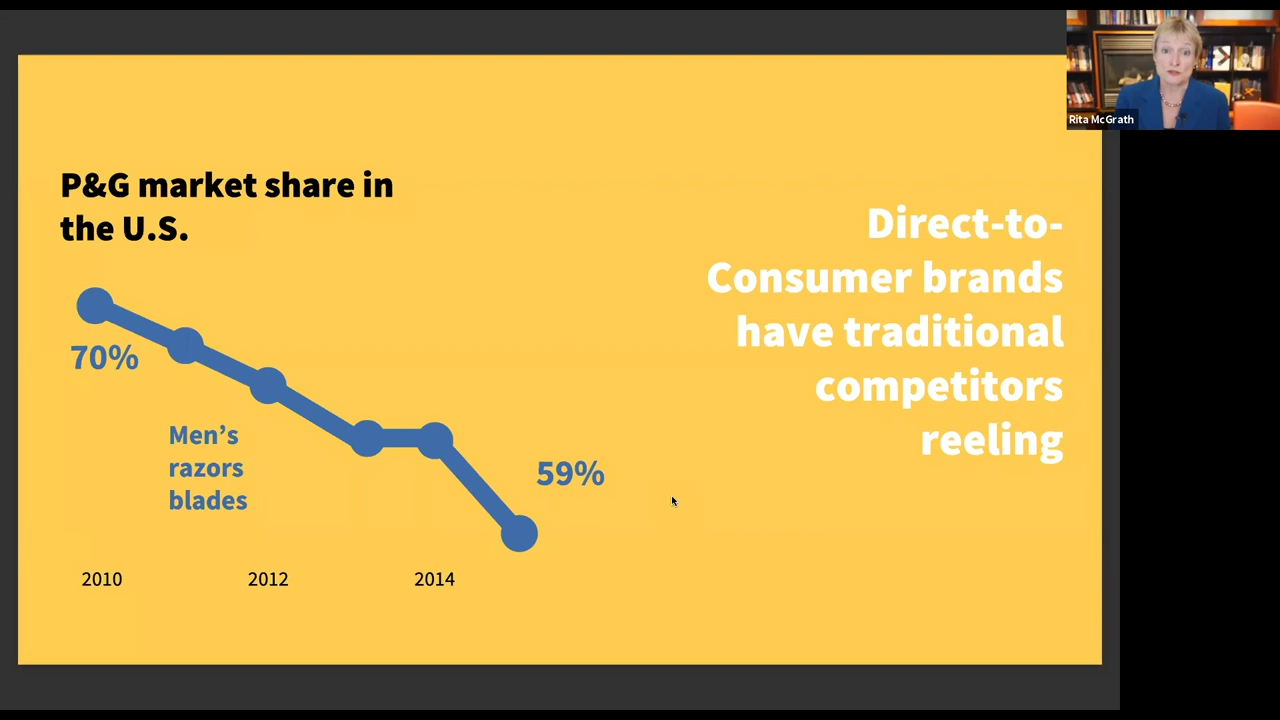 Rita McGrath
P&G market share in
the U.S.
Direct-to-
Consumer brands
have traditional
competitors
reeling
70%
Men’s
razors
blades
59%
2010
2012
2014